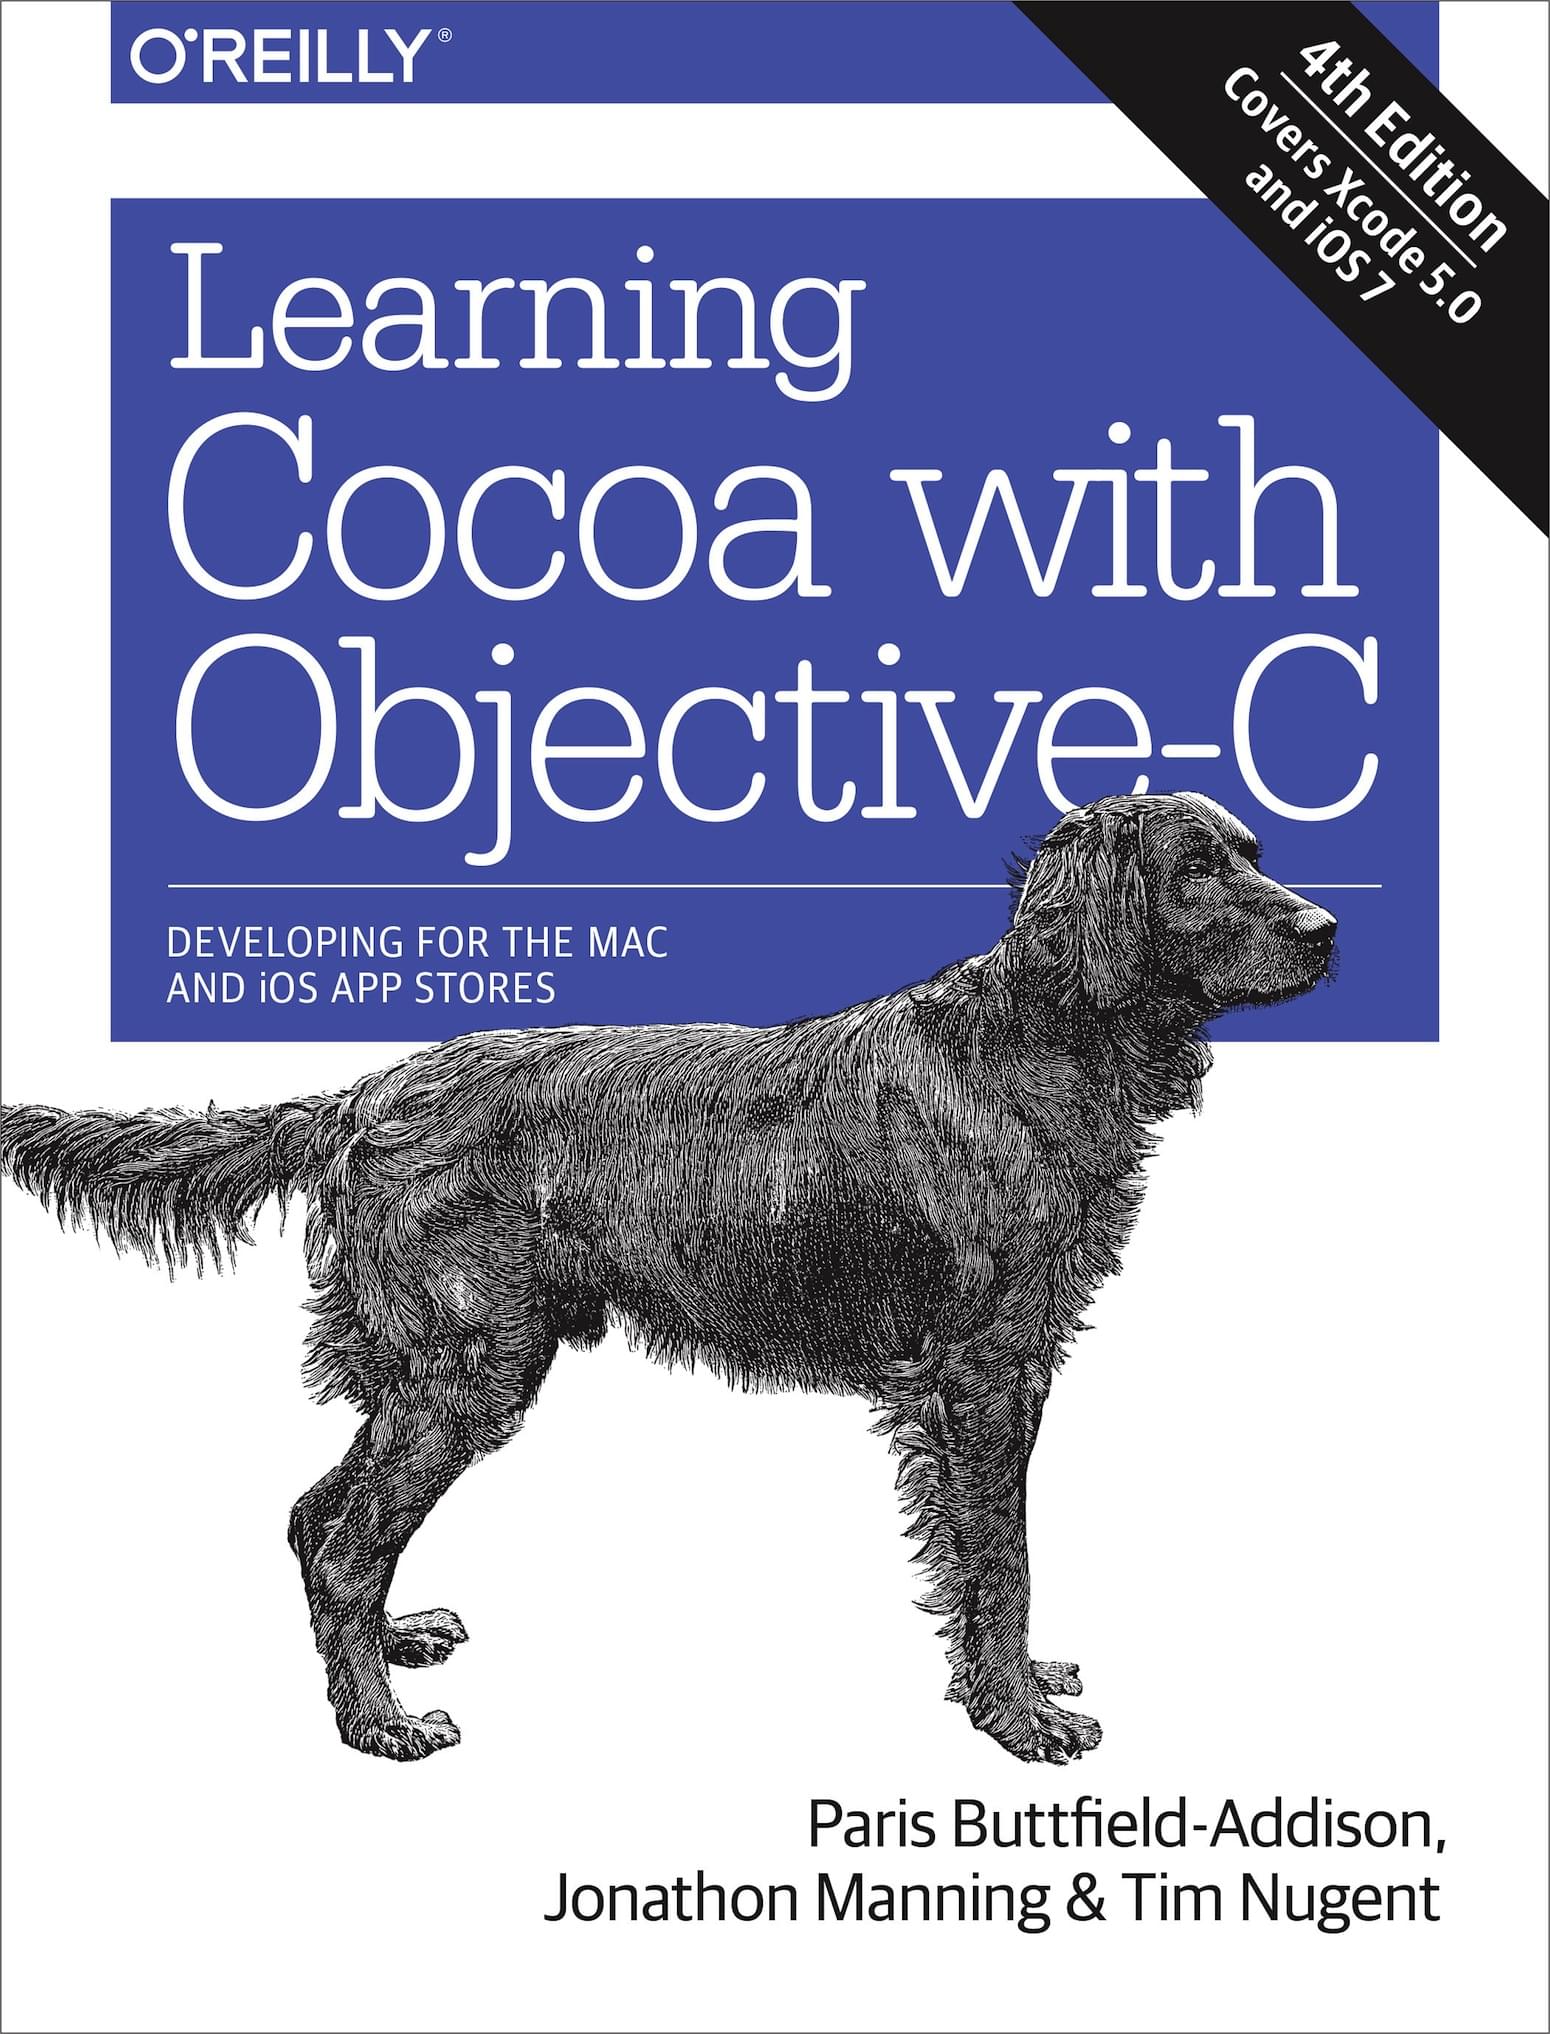 O'REILLY®
4th Edition
Covers Xcode 5.0
and iOS 7
Learning
Cocoa with
Objective-C
DEVELOPING FOR THE MAC
AND iOS APP STORES
Paris Buttfield-Addison,
Jonathon Manning & Tim Nugent